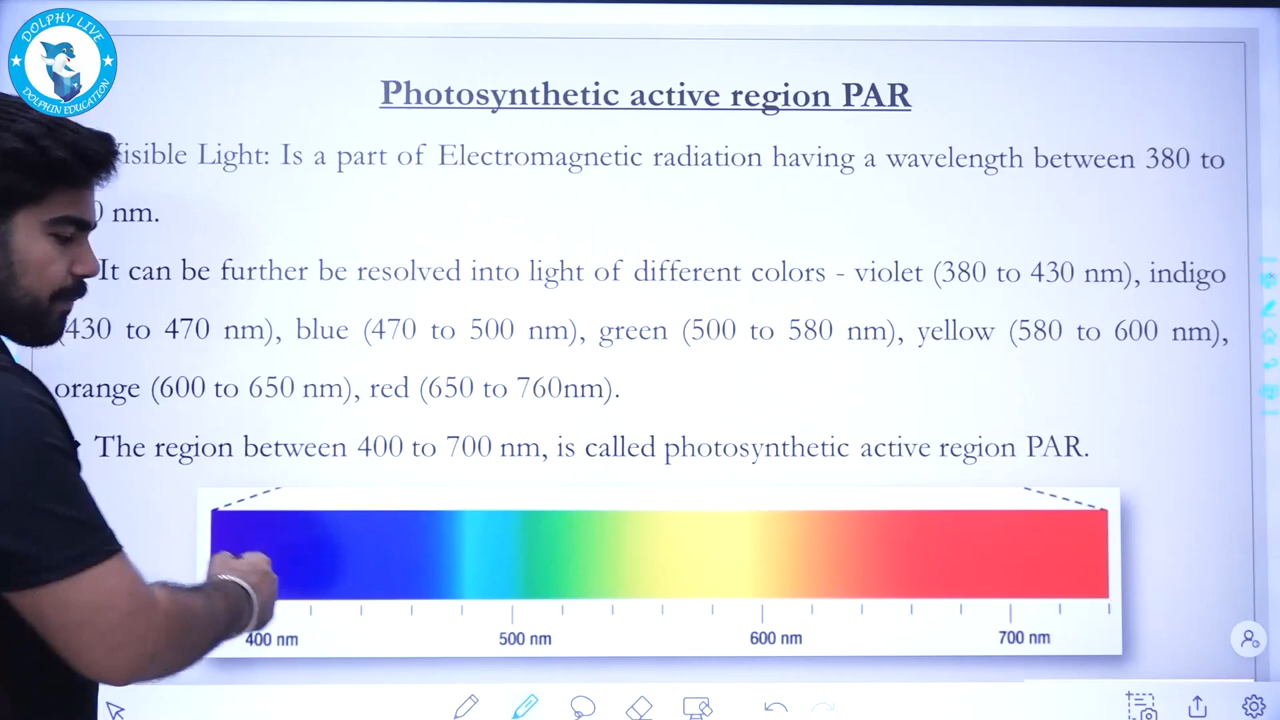 DOLPHY LIVE
DOLPHIN EDUCATION
Photosynthetic active region PAR
isible Light: Is a part of Electromagnetic radiation having a wavelength between 380 to
nm.
It can be further be resolved into light of different colors - violet (380 to 430 nm), indigo
(430 to 470 nm), blue (470 to 500 nm), green (500 to 580 nm), yellow (580 to 600 nm),
orange (600 to 650 nm), red (650 to 760nm).
The region between 400 to 700 nm, is called photosynthetic active region PAR.
400 nm 500 nm 600 nm 700 nm